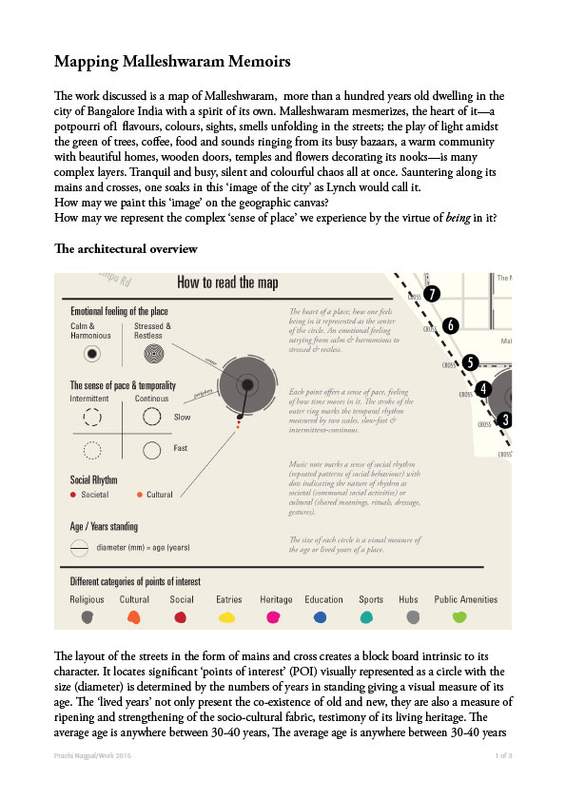 Mapping Malleshwaram Memoirs
The work discussed is a map of Malleshwaram,  more than a hundred years old dwelling in the
city of Bangalore India with a spirit of its own. Malleshwaram mesmerizes, the heart of it—a
potpourri of1  flavours, colours, sights, smells unfolding in the streets; the play of light amidst
the green of trees, coffee, food and sounds ringing from its busy bazaars, a warm community
with beautiful homes, wooden doors, temples and flowers decorating its nooks—is many
complex layers. Tranquil and busy, silent and colourful chaos all at once. Sauntering along its
mains and crosses, one soaks in this ‘image of the city’ as Lynch would call it.
How may we paint this ‘image’ on the geographic canvas?
How may we represent the complex ‘sense of place’ we experience by the virtue of being in it?
The architectural overview
Rd
How to read the map
Emotional feeling of the place
Calm &
Harmonious
Stressed &
Restless
The sense of pace & temporality
Intermittent
Continous
Slow
Fast
Social Rhythm
Societal
Cultural
Age / Years standing
diameter (mm) = age (years)
The heart of a place; how one feels
being in it represented as the center
of the circle. An emotional feeling
varying from calm & harmonious to
stressed & restless.
Each point offers a sense of pace, feeling
of how time moves in it. The stroke of the
outer ring marks the temporal rhythm
measured by two scales, slow-fast &
intermittent-continous.
Music note marks a sense of social rhythm
(repeated patterns of social behaviour) with
dots indicating the nature of rhythm as
societal (communal social activities) or
cultural (shared meanings, rituals, dressage,
gestures).
The size of each circle is a visual measure of
the age or lived years of a place.
7
CROSS
6
CROSS
5
CROSS
4
CROSS
3
CROSS
CROSS
The
Mal
Different categories of points of interest
Religious
Cultural
Social
Eatries
Heritage
Education
Sports
Hubs
Public Amenities
The layout of the streets in the form of mains and cross creates a block board intrinsic to its
character. It locates significant ‘points of interest’ (POI) visually represented as a circle with the
size (diameter) is determined by the numbers of years in standing giving a visual measure of its
age. The ‘lived years’ not only present the co-existence of old and new, they are also a measure of
ripening and strengthening of the socio-cultural fabric, testimony of its living heritage. The
average age is anywhere between 30-40 years, The average age is anywhere between 30-40 years
Prachi Nagpal/Work 2015
1 of 3